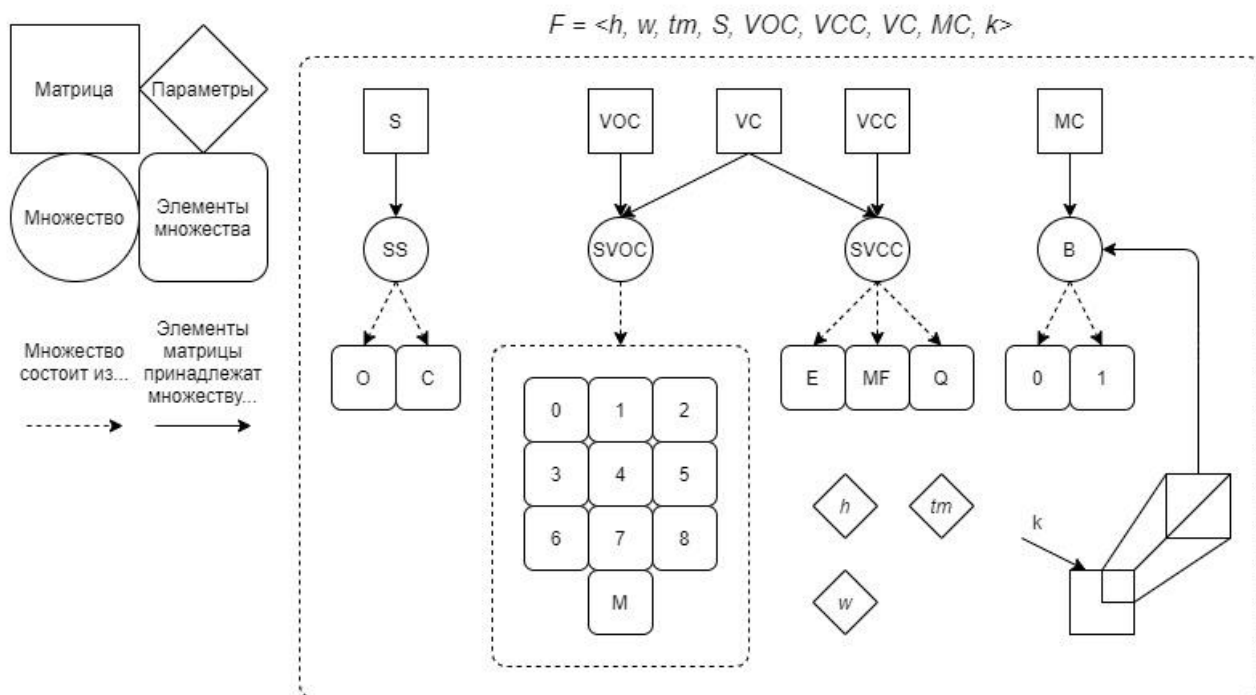 F = <h, w, tm, S, VOC, VCC, VC, MC, k>
Матрица
Параметры
Множество
Элементы
множества
Множество
состоит из...
Элементы
матрицы
принадлежат
множеству...
S
VOC
VC
VCC
MC
SS
SVOC
SVCC
B
O
C
E
MF
Q
0
1
0
1
2
3
4
5
6
7
8
M
h
tm
w
k